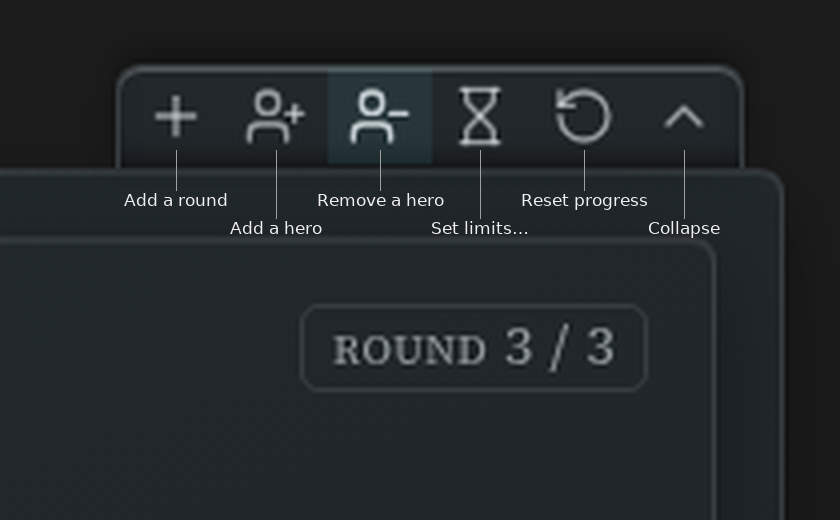 Add a round
Remove a hero
Reset progress
Add a hero
Set limits...
Collapse
ROUND 3 / 3